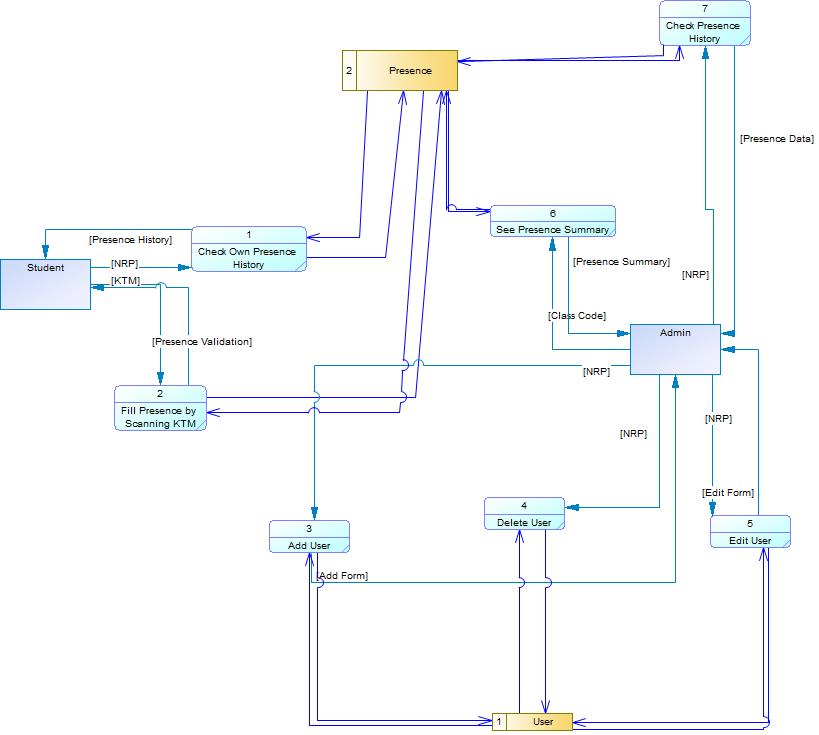 7
Check Presence
History
2
Presence
[Presence Data]
6
See Presence Summary
1
Check Own Presence
History
[Presence History]
Student
[NRP]
[KTM]
[Presence Summary]
[NRP]
[Class Code]
Admin
[Presence Validation]
[NRP]
2
Fill Presence by
Scanning KTM
[NRP]
[NRP]
[Edit Form]
4
Delete User
5
Edit User
3
Add User
[Add Form]
1
User